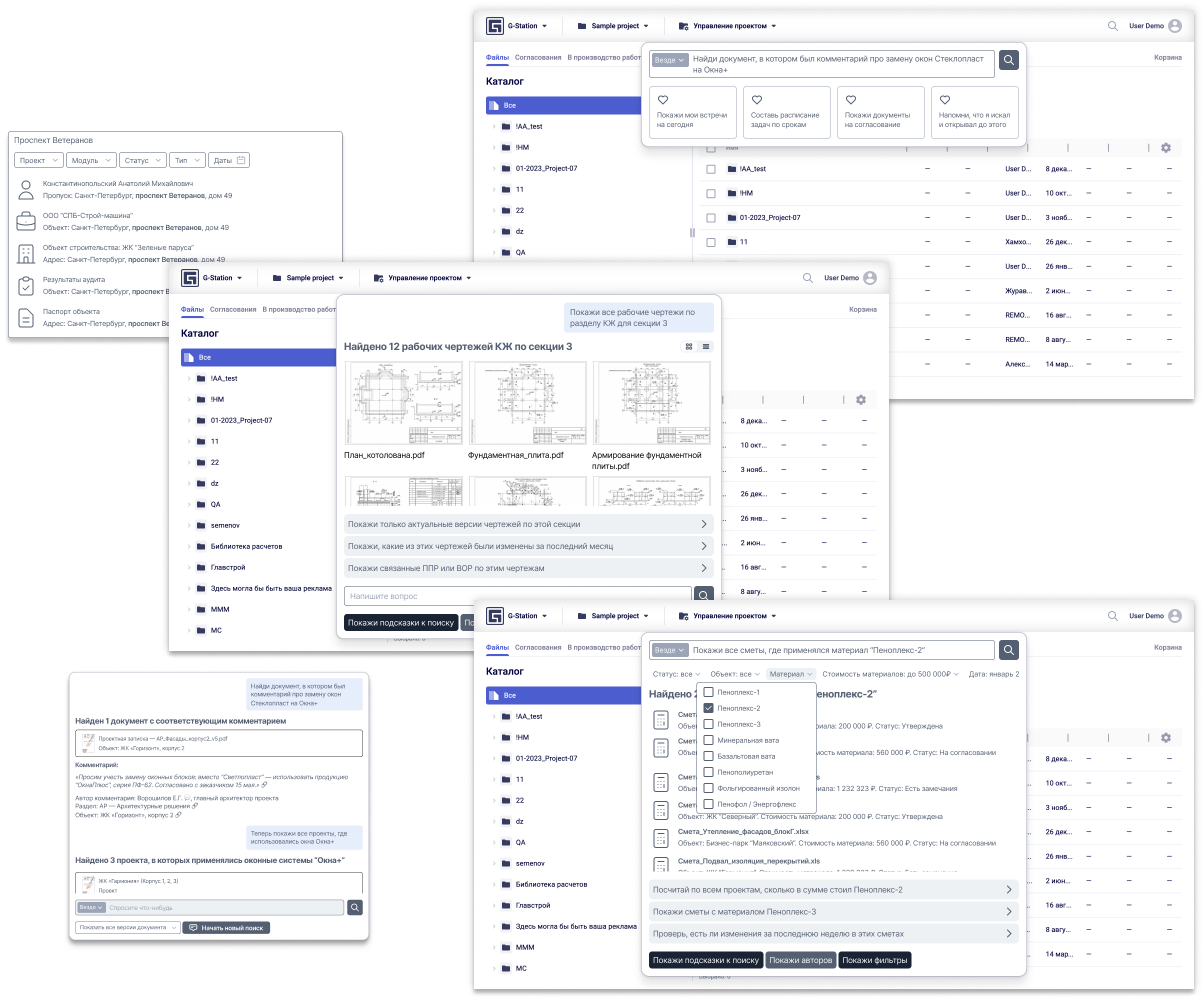 G-Station
Sample project
Управление проектом
User Demo
Файлы Согласования В производство работ
Корзина
Каталог
Везде
Найди документ, в котором был комментарий про замену окон Стеклопласт
на Окна+
Покажи мои встречи
на сегодня
Составь расписание
задач по срокам
Покажи документы
на согласование
Напомни, что я искал
и открывал до этого
Все
!AA_test
!HM
01-2023_Project-07
11
22
dz
QA
!AA_test – – User D... 8 дека... – – –
!HM – – User D... 10 окт... – – –
01-2023_Project-07 – – User D... 3 нояб... – – –
11 – – Хамхо... 26 дек... – – –
User D... 26 янв... – – –
Журав... 2 июн... – – –
REMO... 16 авг... – – –
REMO... 8 авгу... – – –
Алекс... 14 мар... – – –
Проспект Ветеранов
Проект Модуль Статус Тип Даты
Константинопольский Анатолий Михайлович
Пропуск: Санкт-Петербург, проспект Ветеранов, дом 49
ООО "СПБ-Строй-машина"
Объект: Санкт-Петербург, проспект Ветеранов, дом 49
Объект строительства: ЖК "Зеленые паруса"
Адрес: Санкт-Петербург, проспект Ветеранов, дом 49
Результаты аудита
Объект: Санкт-Петербург, проспект В
Паспорт объекта
Адрес: Санкт-Петербург, проспект Ве
G-Station
Sample project
Управление проектом
User Demo
Файлы Согласования В производство работ
Корзина
Каталог
Все
!AA_test
!HM
01-2023_Project-07
11
22
dz
QA
semenov
Библиотека расчетов
Главстрой
Здесь могла бы быть ваша реклама
МММ
МС
Покажи все рабочие чертежи по
разделу КЖ для секции 3
Найдено 12 рабочих чертежей КЖ по секции 3
План_котолована.pdf
Фундаментная_плита.pdf
Армирование фундаментной
плиты.pdf
Покажи только актуальные версии чертежей по этой секции
Покажи, какие из этих чертежей были изменены за последний месяц
Покажи связанные ППР или ВОР по этим чертежам
Напишите вопрос
Покажи подсказки к поиску
По
8 дека... – – –
10 окт... – – –
3 нояб... – – –
26 дек... – – –
26 янв... – – –
2 июн... – – –
16 авг... – – –
8 авгу... – – –
G-Station
Sample project
Управление проектом
User Demo
Файлы Согласования В производство работ
Корзина
Каталог
Все
!AA_test
!HM
01-2023_Project-07
11
22
dz
QA
semenov
Библиотека расчетов
Главстрой
Здесь могла бы быть ваша реклама
МММ
МС
Везде
Покажи все сметы, где применялся материал "Пеноплекс-2"
Статус: все Объект: все Материал Стоимость материалов: до 500 000₽ Дата: январь 2
Найдено 2
еноплекс-2"
Пеноплекс-1
Пеноплекс-2
Пеноплекс-3
Минеральная вата
Базальтовая вата
Пенополиуретан
Фольгированный изолон
Пенофол / Энергофлекс
Смет
Объе
риала: 200 000 ₽. Статус: Утверждена
Смет
Объе
мость материала: 560 000 ₽. Статус: На согласовании
Смет
ls
Объе
риала: 1 232 323 ₽. Статус: Есть замечания
Смет
Объект: ЖК "Северный". Стоимость материала: 200 000 ₽. Статус: Утверждена
Смета_Утепление_фасадов_блокГ.xlsx
Объект: Бизнес-парк "Маяковский". Стоимость материала: 560 000 ₽. Статус: На согласовании
Смета_Подвал_изоляция_перекрытий.xls
Посчитай по всем проектам, сколько в сумме стоил Пеноплекс-2
Покажи сметы с материалом Пеноплекс-3
Проверь, есть ли изменения за последнюю неделю в этих сметах
Покажи подсказки к поиску
Покажи авторов
Покажи фильтры
8 дека... – – –
10 окт... – – –
3 нояб... – – –
26 дек... – – –
26 янв... – – –
2 июн... – – –
16 авг... – – –
8 авгу... – – –
14 мар... – – –
Найди документ, в котором был
комментарий про замену окон
Стеклопласт на Окна+
Найден 1 документ с соответствующим комментарием
Проектная записка — АР_Фасады_корпус2_v5.pdf
Объект: ЖК «Горизонт», корпус 2
Комментарий:
«Просим учесть замену оконных блоков: вместо "Светлопласт" — использовать продукцию
"ОкнаПлюс", серия ПФ-63. Согласовано с заказчиком 15 мая.»
Автор комментария: Ворошилов Е.Г. , главный архитектор проекта
Раздел: АР — Архитектурные решения
Объект: ЖК «Горизонт», корпус 2
Теперь покажи все проекты, где
использовались окна Окна+
Найдено 3 проекта, в которых применялись оконные системы "Окна+"
ЖК «Гармония» (Корпус 1, 2, 3)
Проект
Везде
Спросите что-нибудь
Показать все версии документа
Начать новый поиск